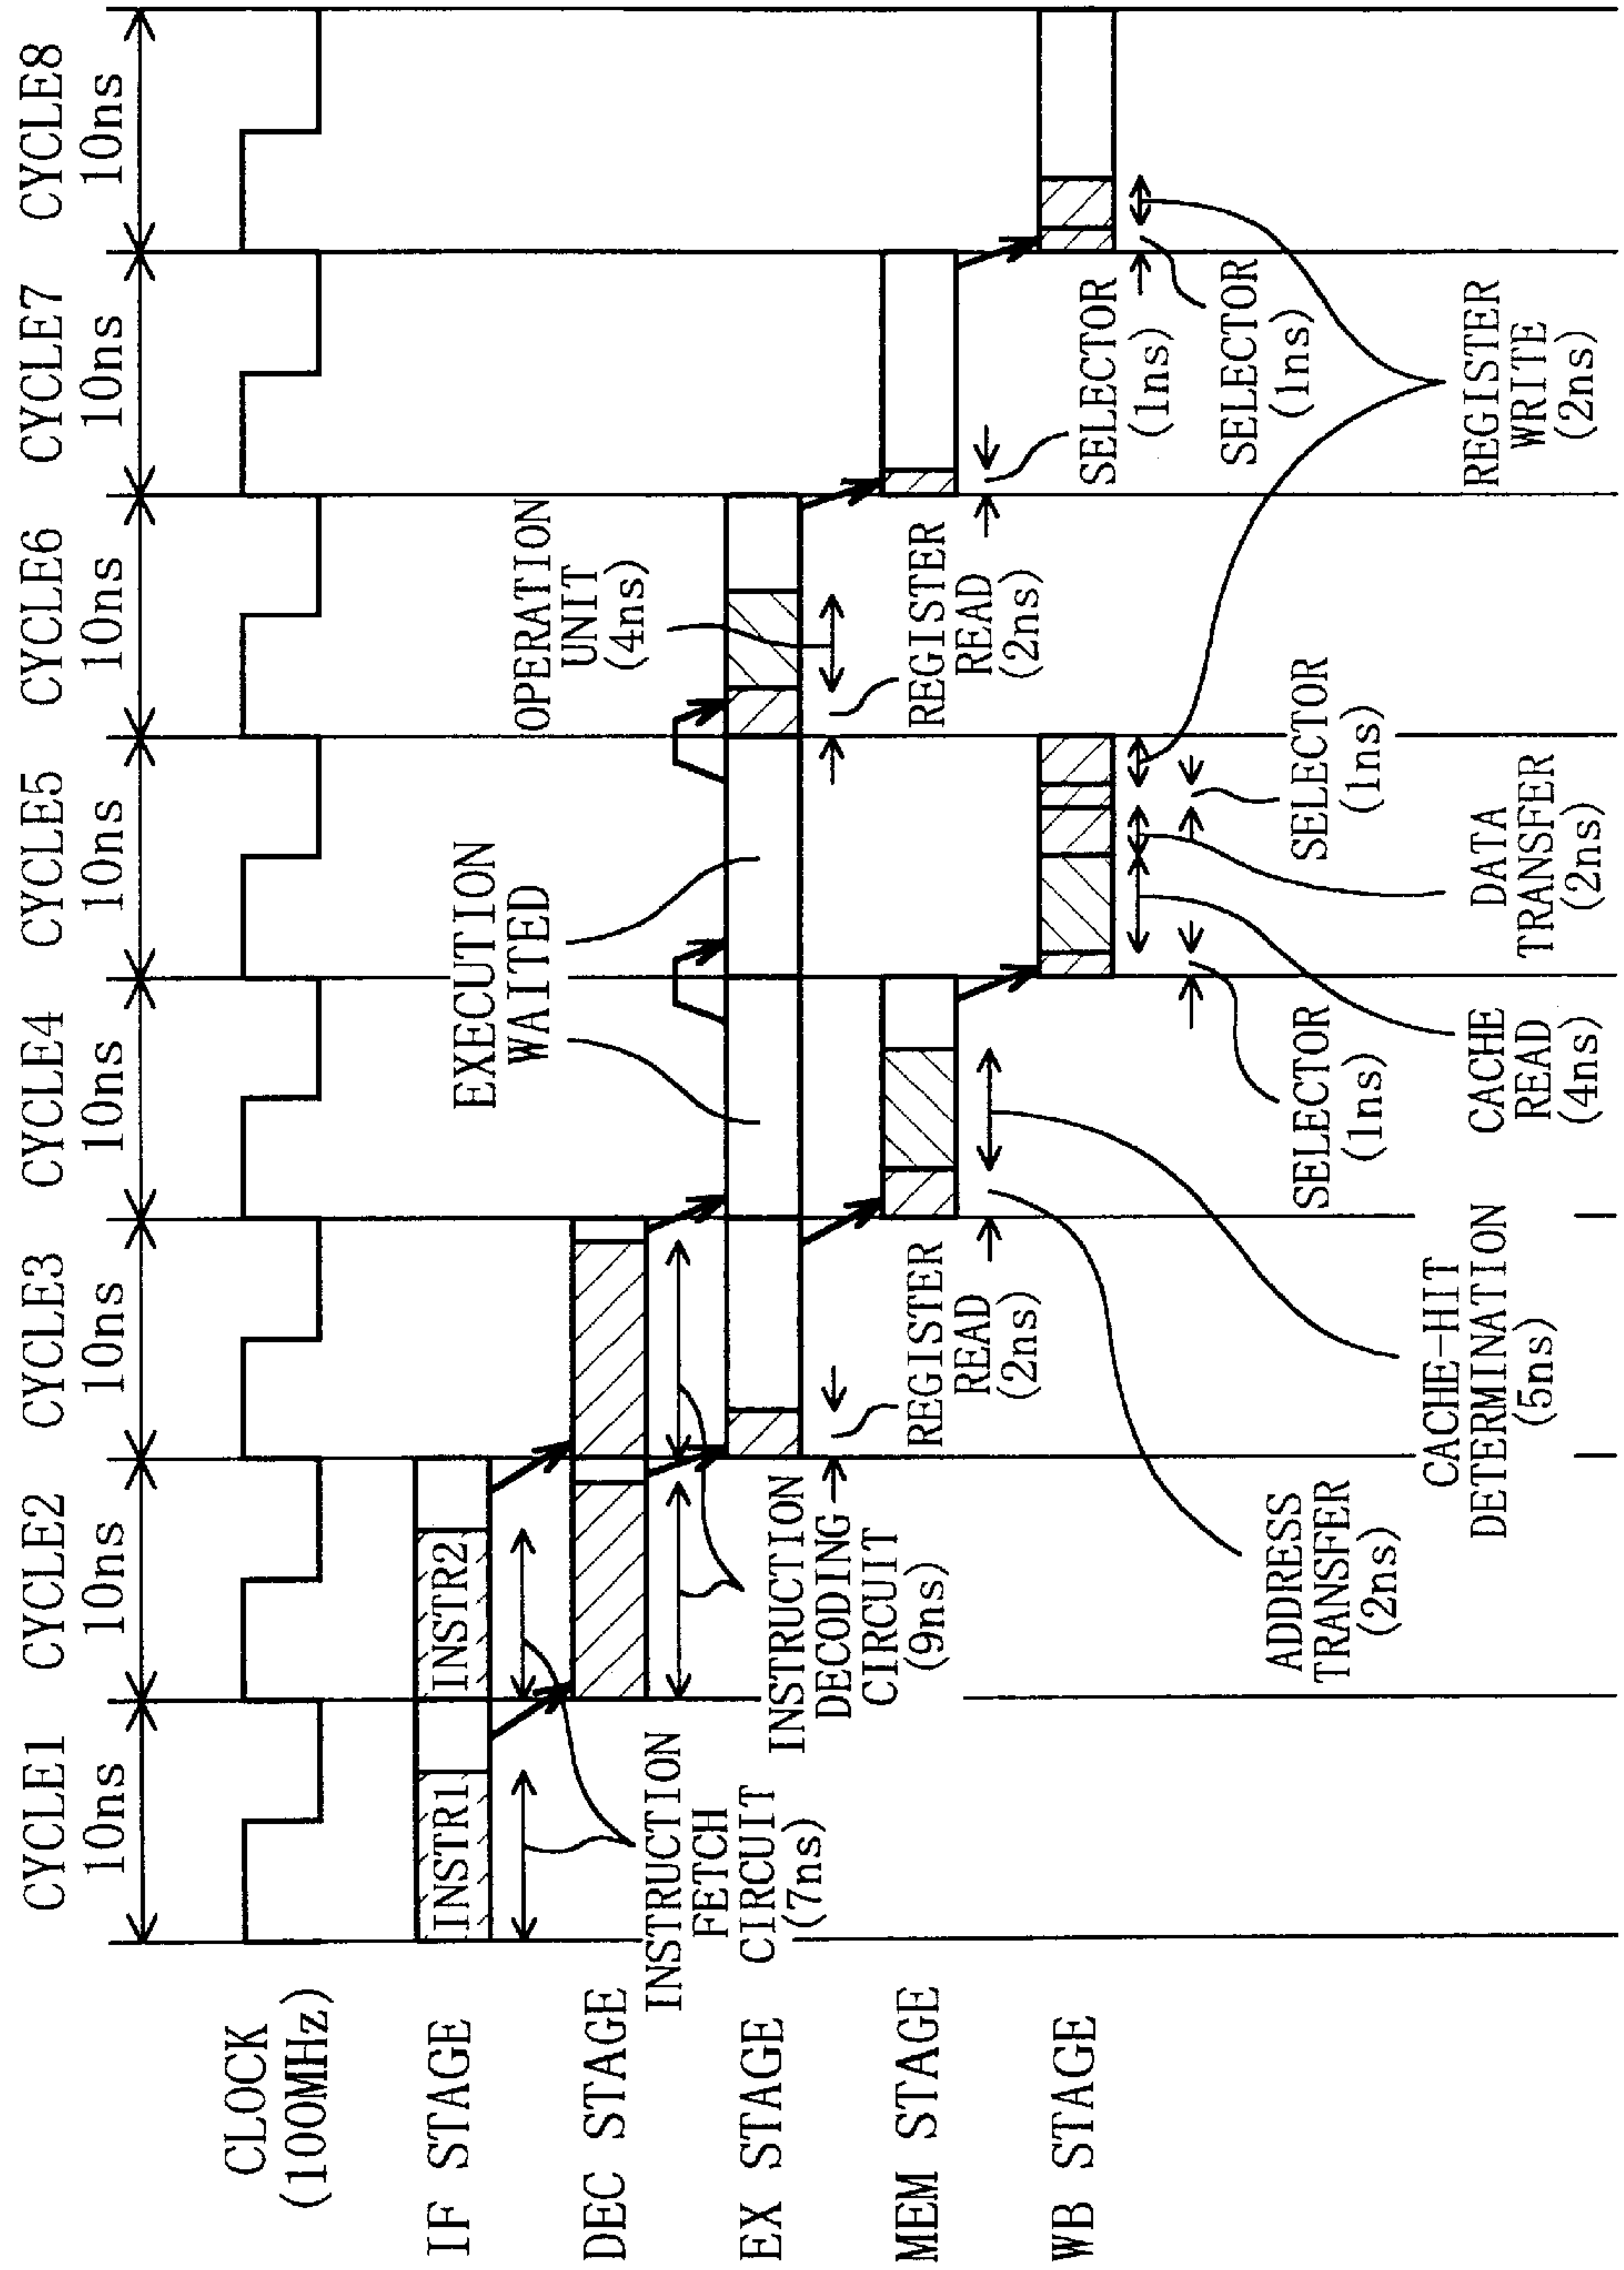 CYCLE1
10ns
CYCLE2
10ns
CYCLE3
10ns
CYCLE4
10ns
CYCLE5
10ns
CYCLE6
10ns
CYCLE7
10ns
CYCLE8
10ns
CLOCK
(100MHz)
IF STAGE
INSTR1
INSTR2
INSTRUCTION
FETCH
CIRCUIT
(7ns)
DEC STAGE
INSTRUCTION
DECODING
CIRCUIT
(9ns)
EX STAGE
EXECUTION
WAITED
OPERATION
UNIT
(4ns)
REGISTER
READ
(2ns)
REGISTER
READ
(2ns)
MEM STAGE
ADDRESS
TRANSFER
(2ns)
CACHE-HIT
DETERMINATION
(5ns)
SELECTOR
(1ns)
WB STAGE
SELECTOR
(1ns)
CACHE
READ
(4ns)
DATA
TRANSFER
(2ns)
SELECTOR
(1ns)
SELECTOR
(1ns)
REGISTER
WRITE
(2ns)